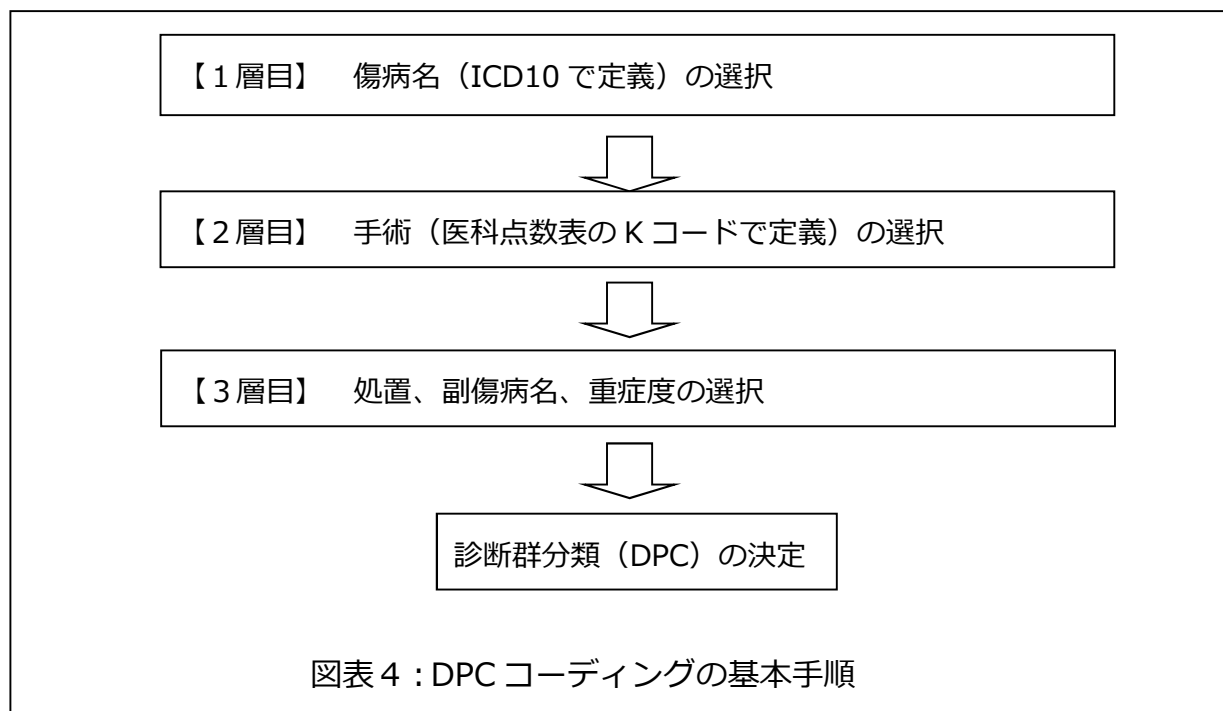 【１層目】　傷病名（ICD10 で定義）の選択
【２層目】　手術（医科点数表の K コードで定義）の選択
【３層目】　処置、副傷病名、重症度の選択
診断群分類（DPC）の決定
図表４：DPC コーディングの基本手順